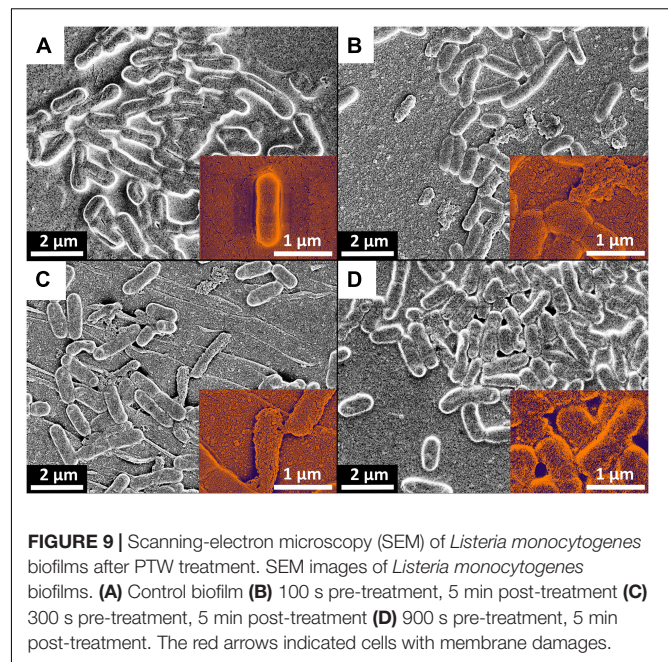 A
B
2 µm
1 µm
2 µm
1 µm
C
D
2 µm
1 µm
2 µm
1 µm
FIGURE 9 | Scanning-electron microscopy (SEM) of Listeria monocytogenes
biofilms after PTW treatment. SEM images of Listeria monocytogenes
biofilms. (A) Control biofilm (B) 100 s pre-treatment, 5 min post-treatment (C)
300 s pre-treatment, 5 min post-treatment (D) 900 s pre-treatment, 5 min
post-treatment. The red arrows indicated cells with membrane damages.